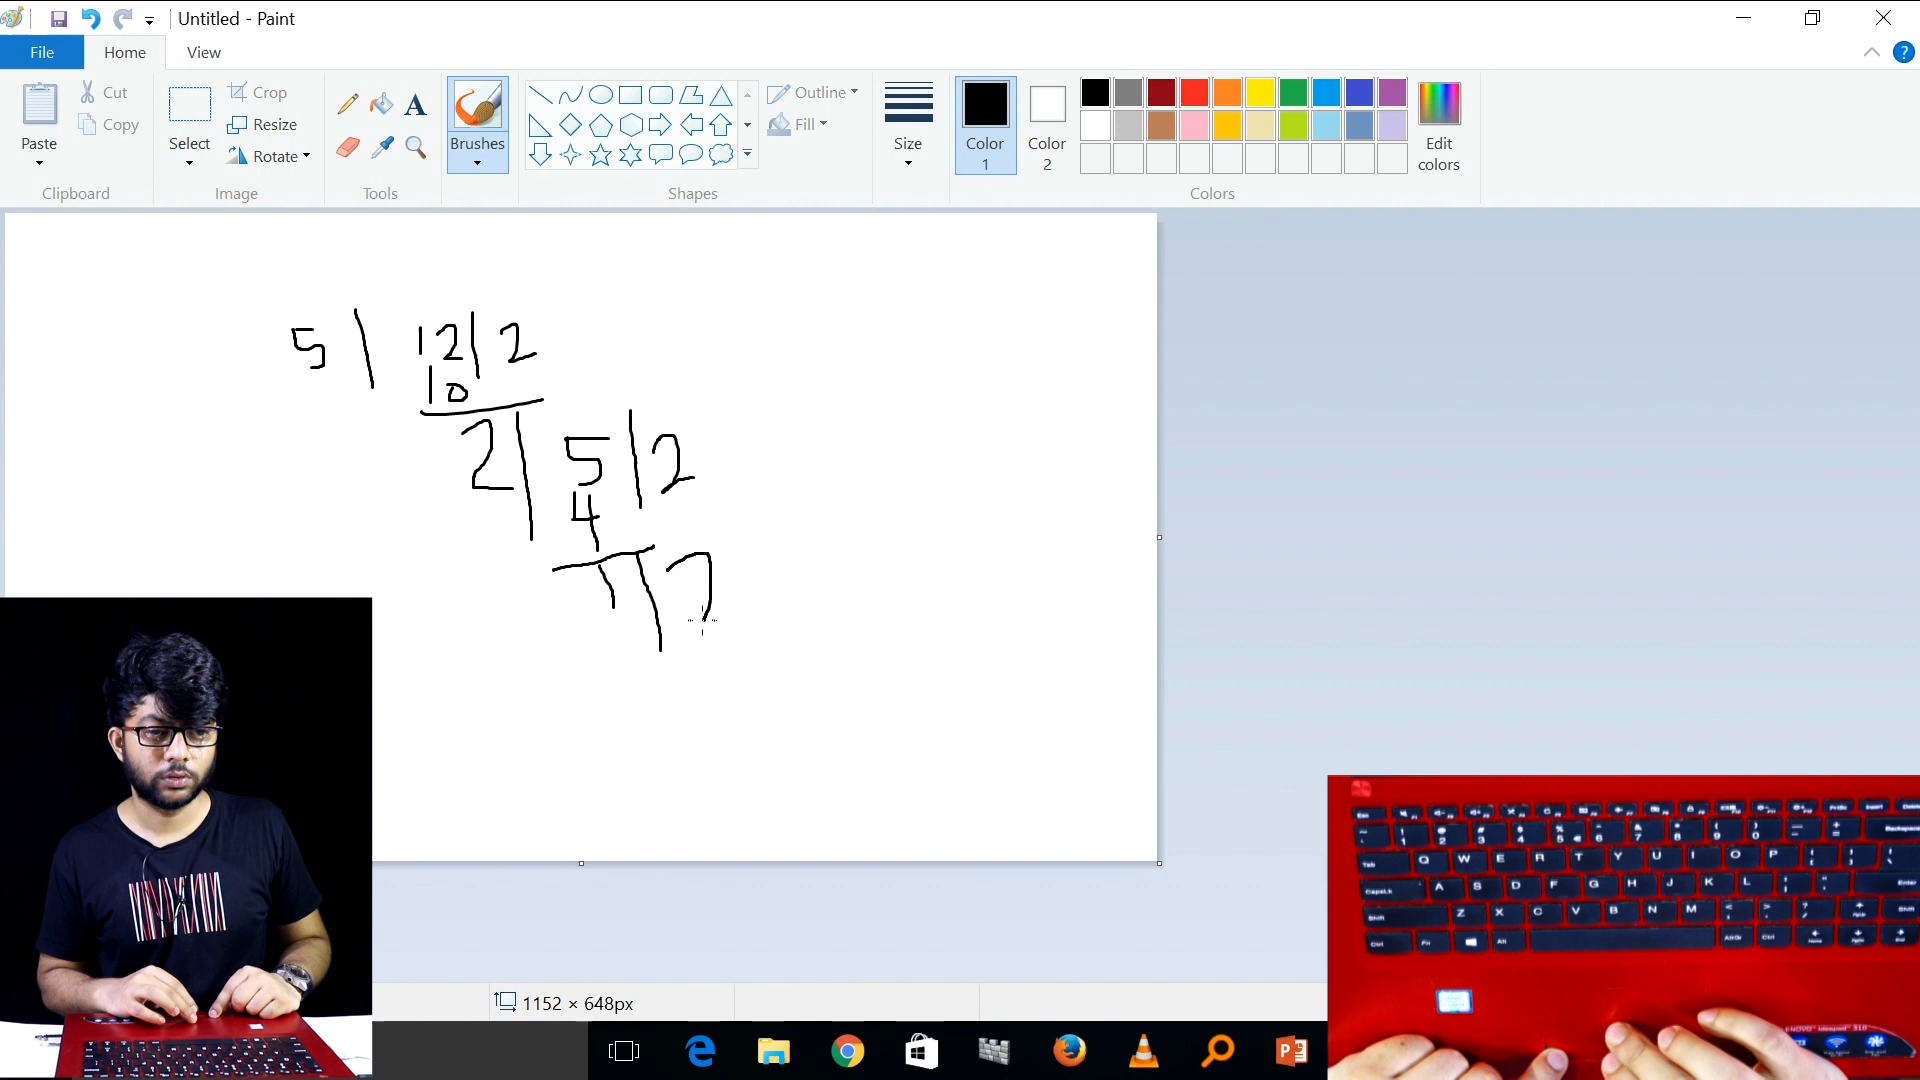 Untitled - Paint
File Home View
Paste
Cut
Copy
Clipboard
Select
Crop
Resize
Rotate
Image
A
Tools
Brushes
Shapes
Outline
Fill
Size
Color 1
Color 2
Edit colors
Colors
?
5 | 12 | 2
10
2 | 5 | 2
4
1 |
1152 × 648px
Q W E R T Y U I O P
A S D F G H J K L
Z X C V B N M